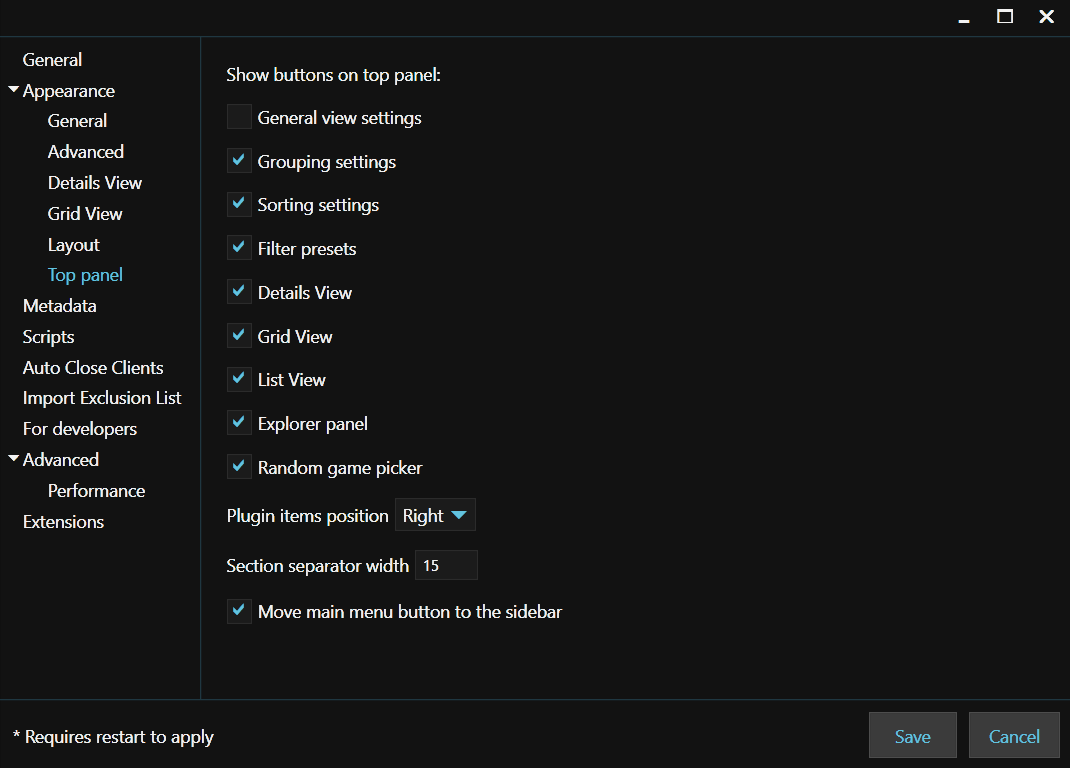 General
Appearance
General
Advanced
Details View
Grid View
Layout
Top panel
Metadata
Scripts
Auto Close Clients
Import Exclusion List
For developers
Advanced
Performance
Extensions
Show buttons on top panel:
General view settings
Grouping settings
Sorting settings
Filter presets
Details View
Grid View
List View
Explorer panel
Random game picker
Plugin items position Right
Section separator width 15
Move main menu button to the sidebar
* Requires restart to apply
Save Cancel